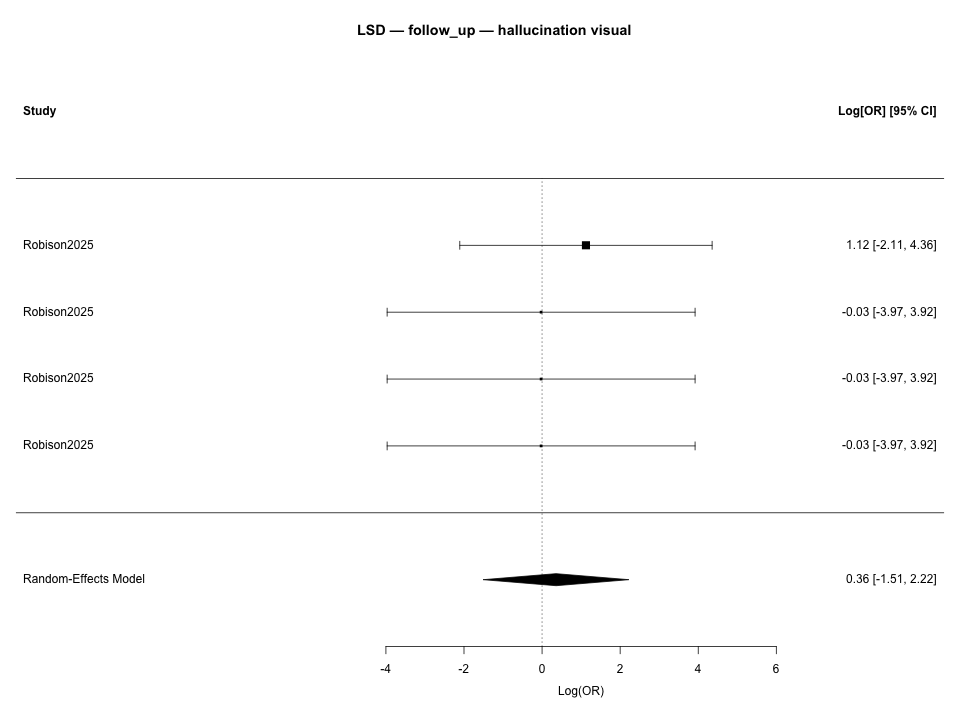 LSD — follow_up — hallucination visual
Study Log[OR] [95% CI]
Robison2025 1.12 [-2.11, 4.36]
Robison2025 -0.03 [-3.97, 3.92]
Robison2025 -0.03 [-3.97, 3.92]
Robison2025 -0.03 [-3.97, 3.92]
Random-Effects Model 0.36 [-1.51, 2.22]
-4 -2 0 2 4 6
Log(OR)